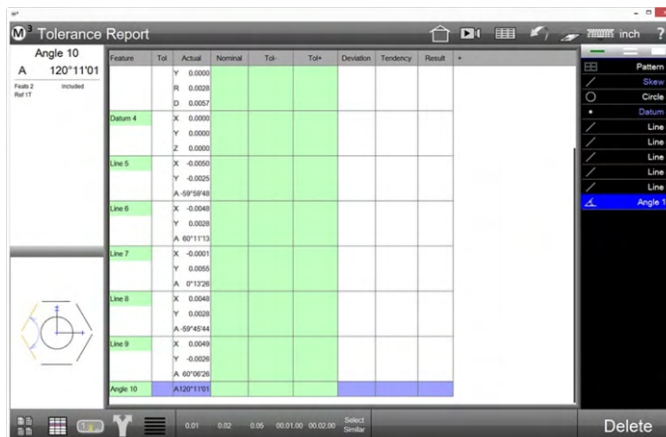 M³ Tolerance Report
inch
?
Angle 10
A 120°11'01
Feats 2 Included
Ref 1T
Feature Tol Actual Nominal Tol- Tol+ Deviation Tendency Result +
Y 0.0000
R 0.0028
D 0.0057
Datum 4 X 0.0000
Y 0.0000
Z 0.0000
Line 5 X -0.0050
Y -0.0025
A -59°59'48
Line 6 X -0.0048
Y 0.0028
A 60°11'13
Line 7 X -0.0001
Y 0.0055
A 0°13'26
Line 8 X 0.0048
Y 0.0028
A -59°45'44
Line 9 X 0.0049
Y -0.0026
A 60°06'26
Angle 10 A120°11'01
Pattern
Skew
Circle
Datum
Line
Line
Line
Line
Line
Angle 1
0.01 0.02 0.05 00.01.00 00.02.00 Select Similar
Delete